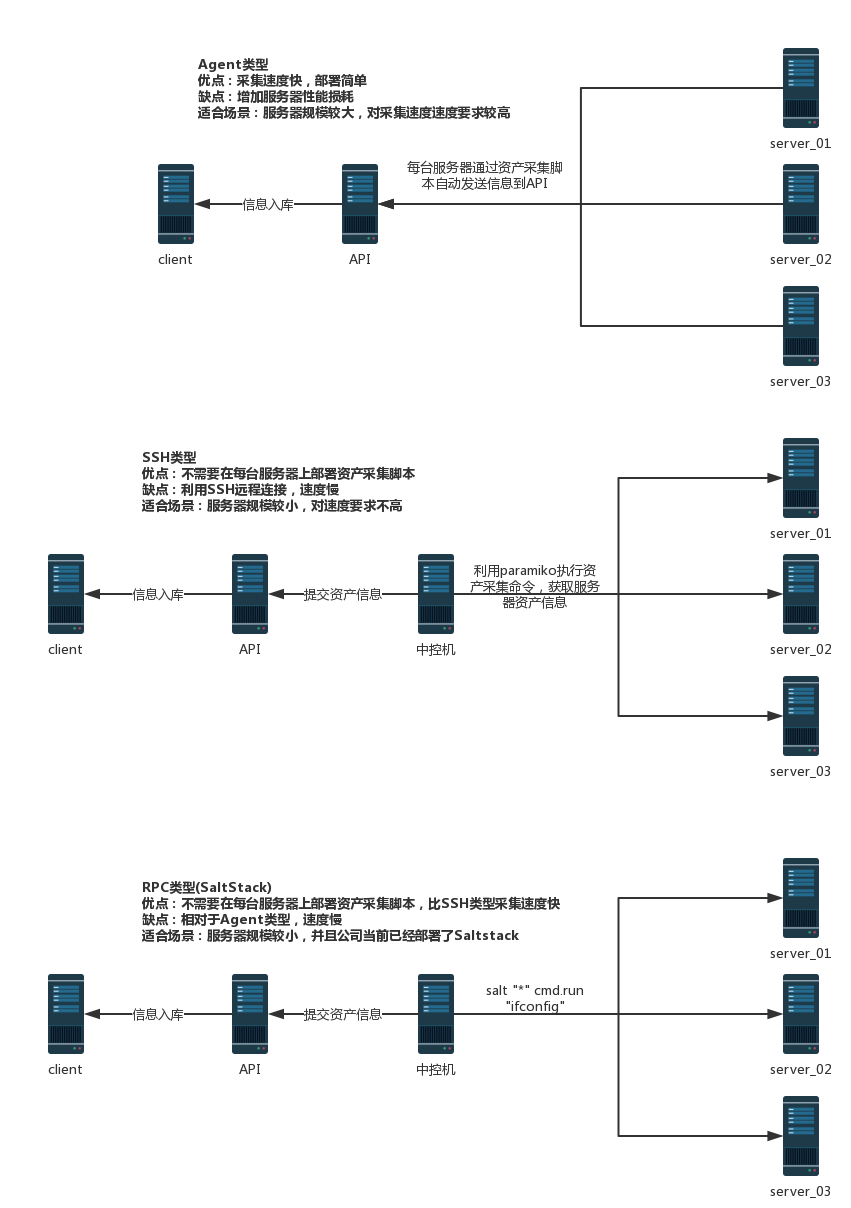 Agent类型
优点：采集速度快，部署简单
缺点：增加服务器性能损耗
适合场景：服务器规模较大，对采集速度速度要求较高
server_01
每台服务器通过资产采集脚
本自动发送信息到API
信息入库
client
API
server_02
server_03
SSH类型
优点：不需要在每台服务器上部署资产采集脚本
缺点：利用SSH远程连接，速度慢
适合场景：服务器规模较小，对速度要求不高
server_01
利用paramiko执行资
产采集命令，获取服务
器资产信息
信息入库
提交资产信息
client
API
中控机
server_02
server_03
RPC类型(SaltStack)
优点：不需要在每台服务器上部署资产采集脚本，比SSH类型采集速度快
缺点：相对于Agent类型，速度慢
适合场景：服务器规模较小，并且公司当前已经部署了Saltstack
server_01
salt "*" cmd.run
"ifconfig"
信息入库
提交资产信息
client
API
中控机
server_02
server_03